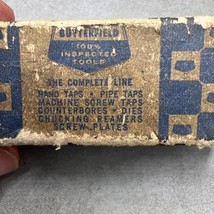 BUTTERFIELD
100%
INSPECTED
TOOLS
THE COMPLETE LINE
HAND TAPS • PIPE TAPS
MACHINE SCREW TAPS
COUNTERBORES • DIES
CHUCKING REAMERS
SCREW PLATES